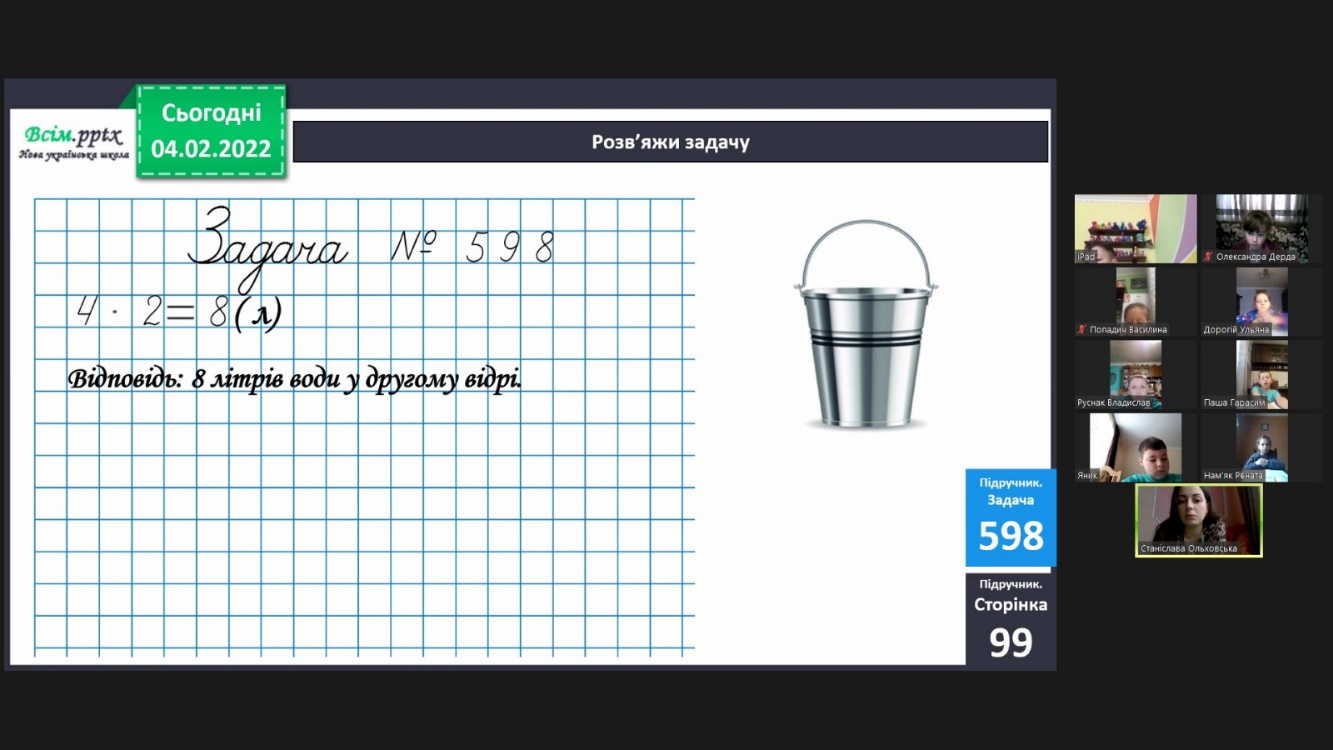 Всім.pptx
Нова українська школа
Сьогодні
04.02.2022
Розв’яжи задачу
Задача № 598
4 · 2 = 8 (л)
Відповідь: 8 літрів води у другому відрі.
Підручник.
Задача
598
Підручник.
Сторінка
99
iPad
Олександра Дерда
Попадич Василина
Дорогій Ульяна
Руснак Владислав
Паша Гарасим
Яник
Нам'як Рената
Станіслава Ольховська